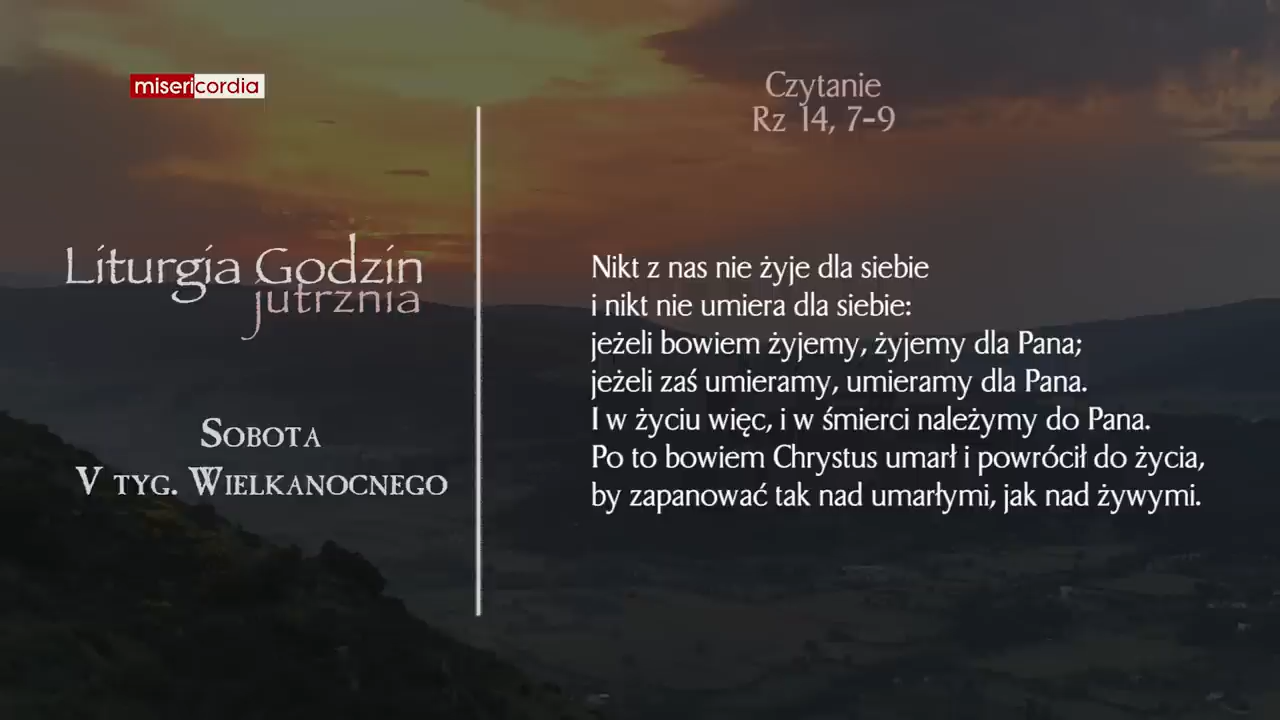 misericordia
Liturgia Godzin
jutrznia
Sobota
V tyg. Wielkanocnego
Czytanie
Rz 14, 7-9
Nikt z nas nie żyje dla siebie
i nikt nie umiera dla siebie:
jeżeli bowiem żyjemy, żyjemy dla Pana;
jeżeli zaś umieramy, umieramy dla Pana.
I w życiu więc, i w śmierci należymy do Pana.
Po to bowiem Chrystus umarł i powrócił do życia,
by zapanować tak nad umarłymi, jak nad żywymi.